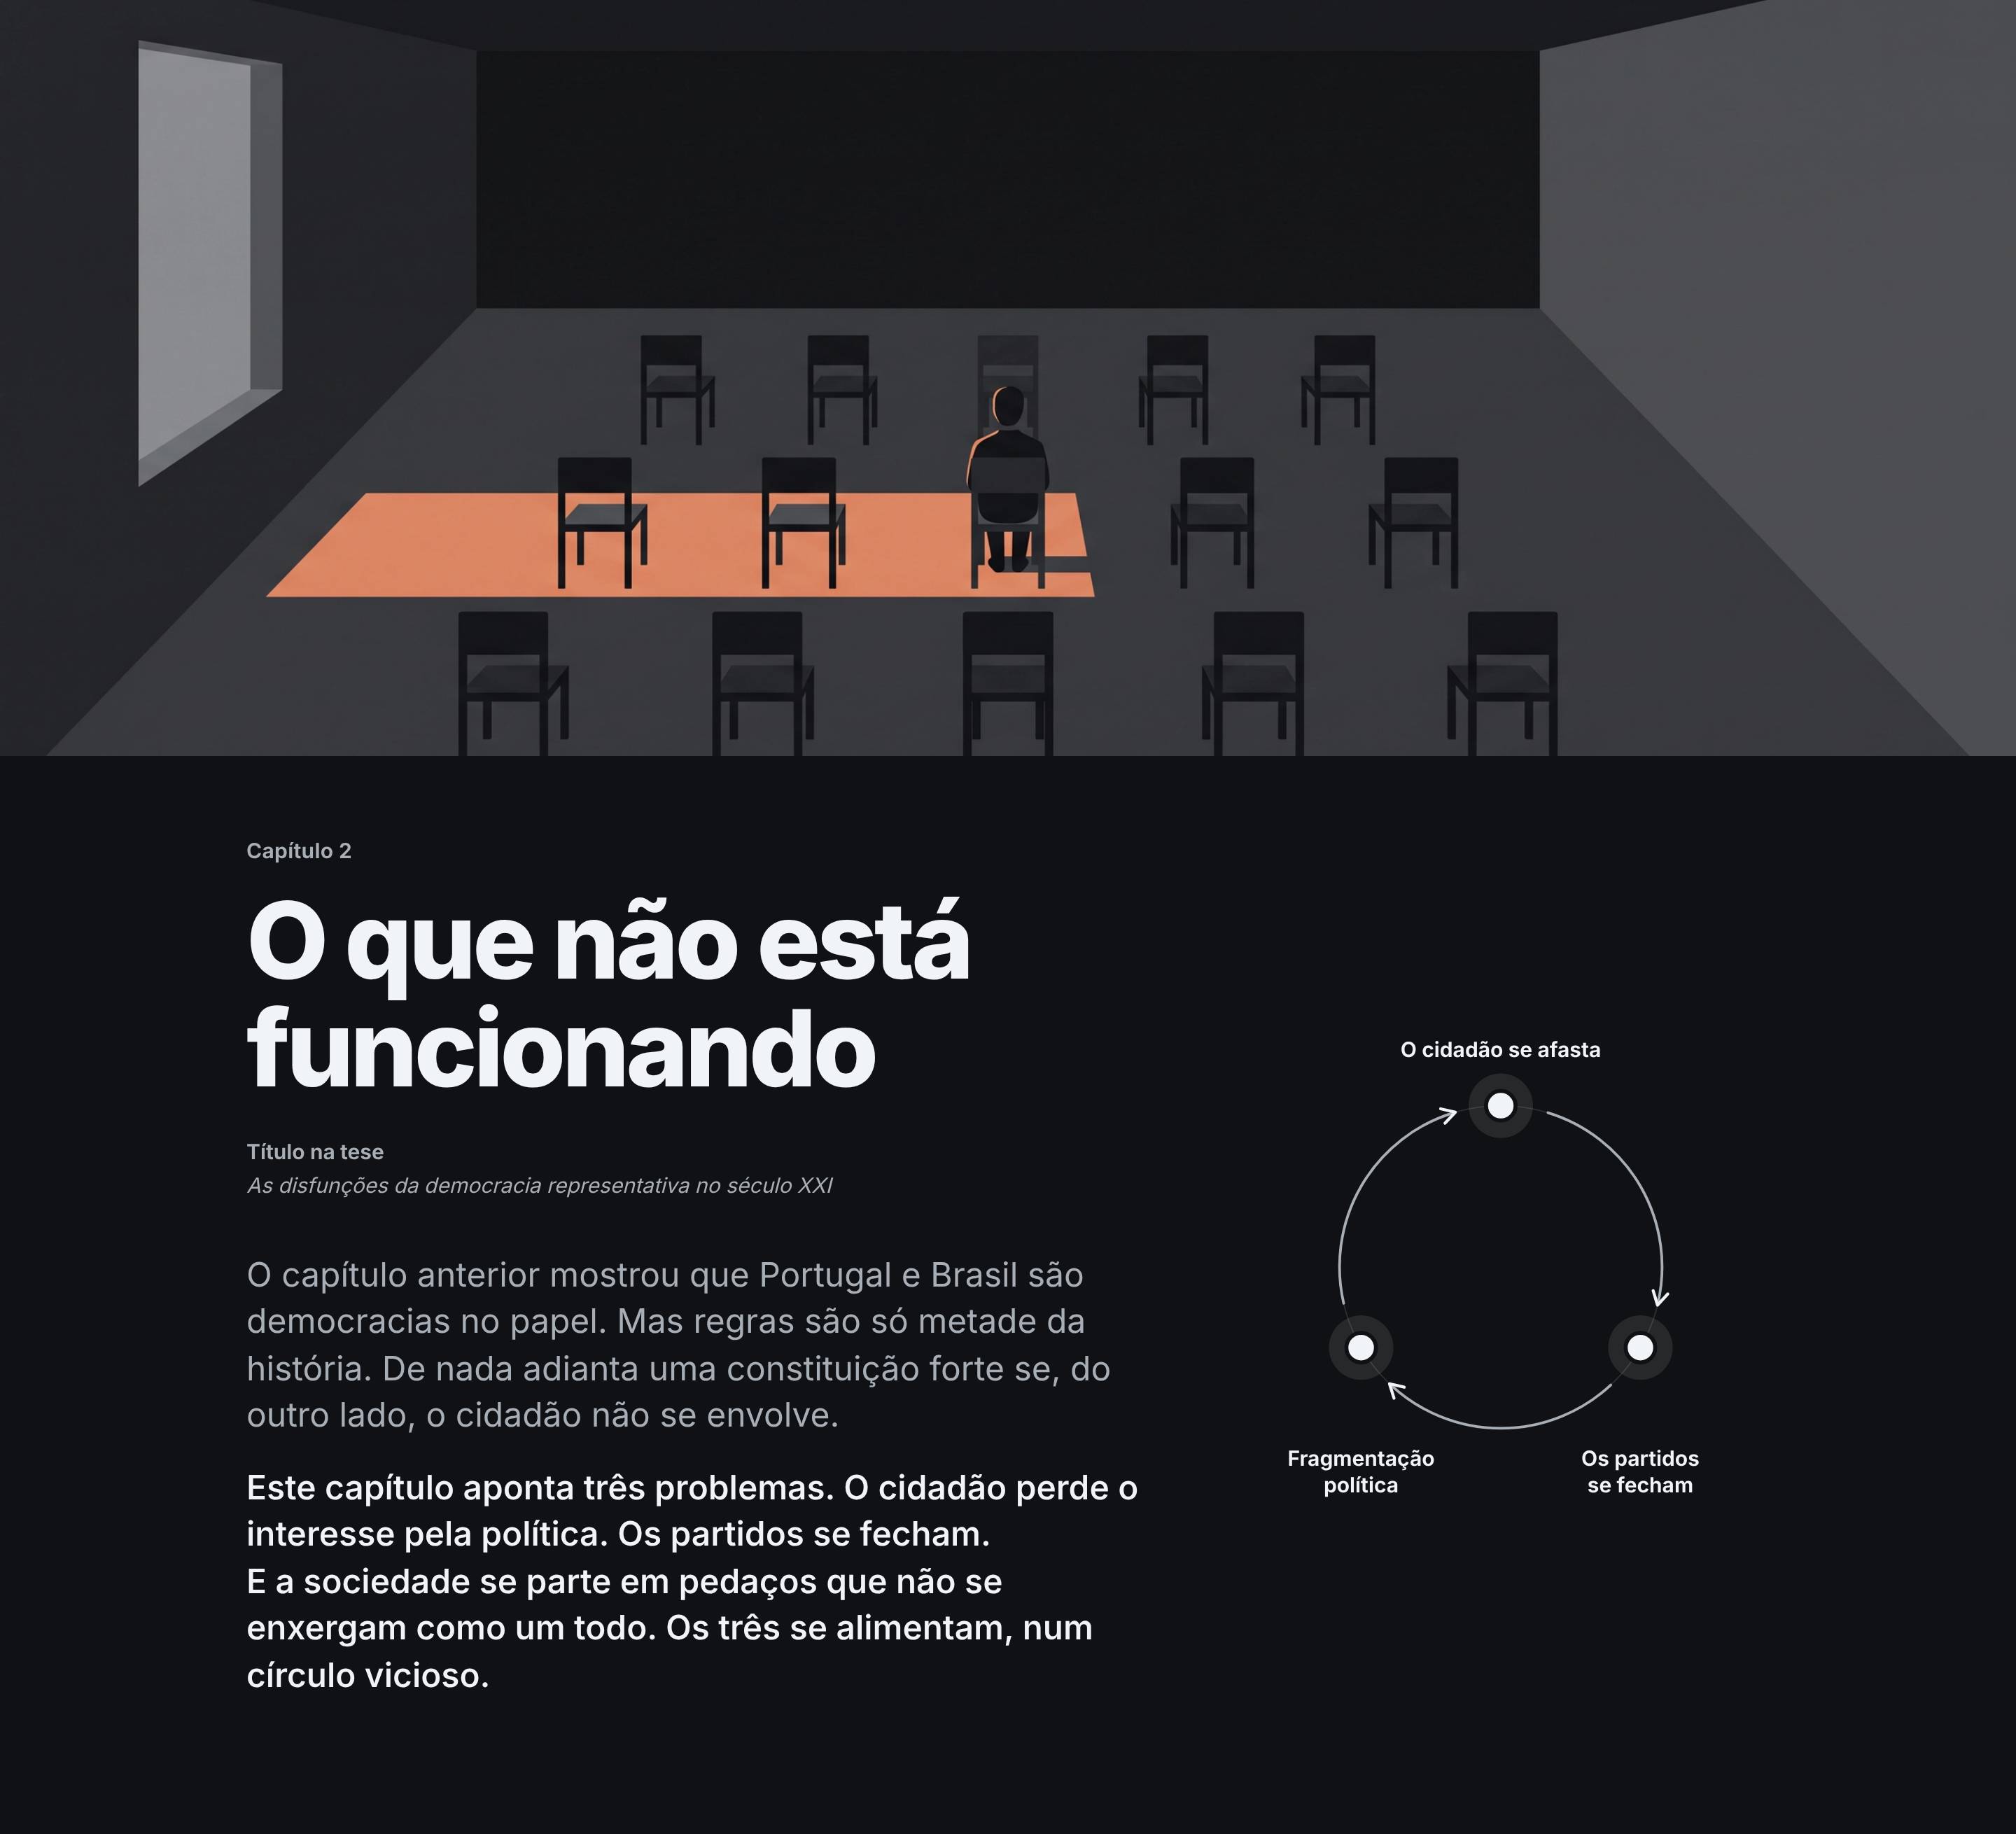 Capítulo 2
O que não está
funcionando
Título na tese
As disfunções da democracia representativa no século XXI
O capítulo anterior mostrou que Portugal e Brasil são
democracias no papel. Mas regras são só metade da
história. De nada adianta uma constituição forte se, do
outro lado, o cidadão não se envolve.
Este capítulo aponta três problemas. O cidadão perde o
interesse pela política. Os partidos se fecham.
E a sociedade se parte em pedaços que não se
enxergam como um todo. Os três se alimentam, num
círculo vicioso.
O cidadão se afasta
Fragmentação
política
Os partidos
se fecham